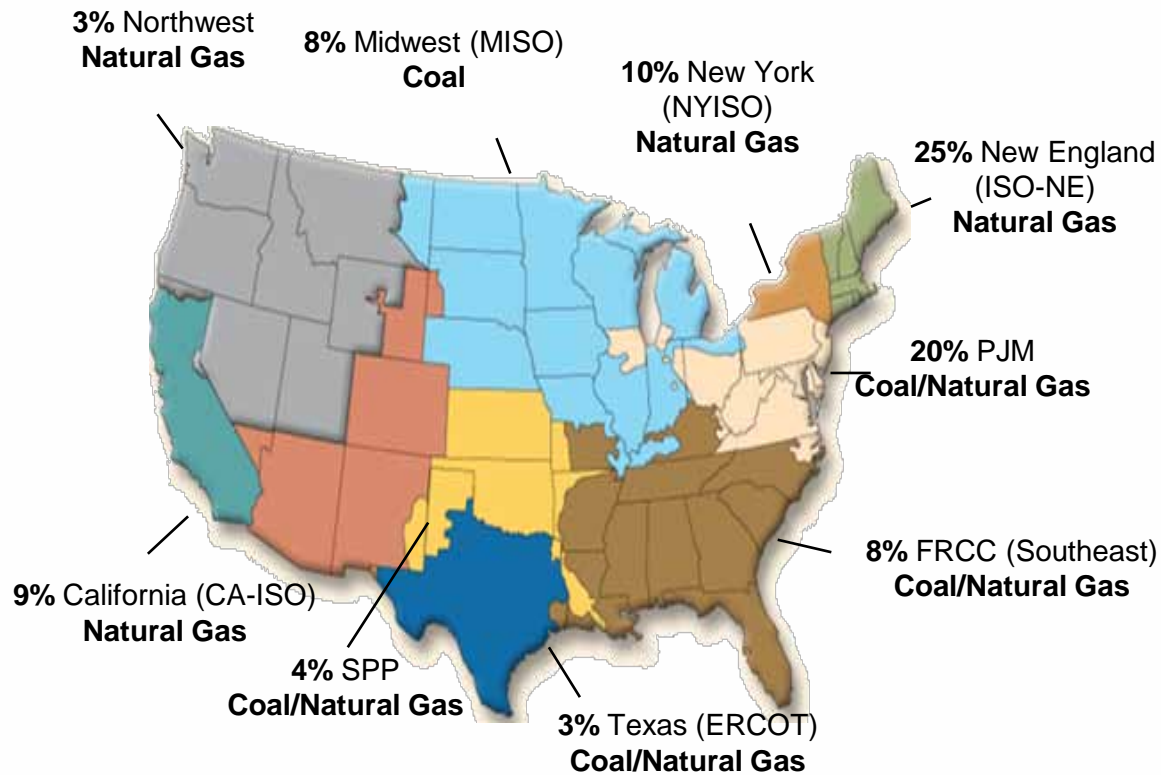 3% Northwest
Natural Gas
8% Midwest (MISO)
Coal
10% New York
(NYISO)
Natural Gas
25% New England
(ISO-NE)
Natural Gas
20% PJM
Coal/Natural Gas
8% FRCC (Southeast)
Coal/Natural Gas
9% California (CA-ISO)
Natural Gas
4% SPP
Coal/Natural Gas
3% Texas (ERCOT)
Coal/Natural Gas